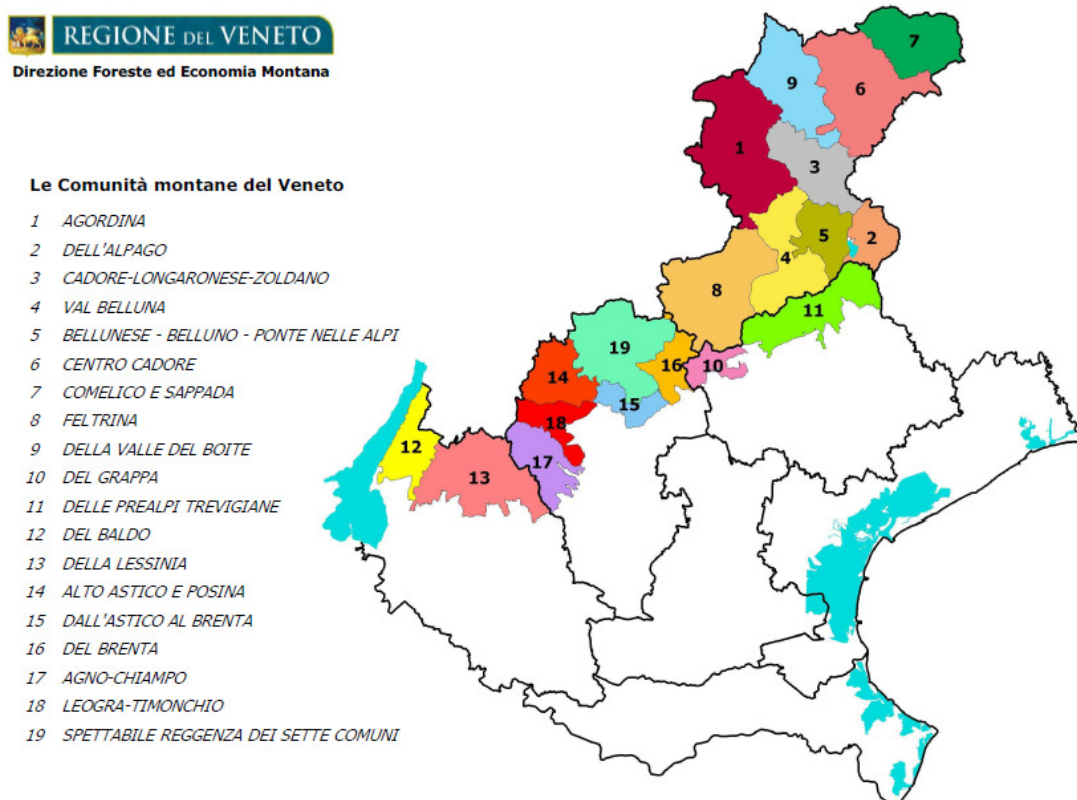 REGIONE DEL VENETO
Direzione Foreste ed Economia Montana
Le Comunità montane del Veneto
1 AGORDINA
2 DELL'ALPAGO
3 CADORE-LONGARONESE-ZOLDANO
4 VAL BELLUNA
5 BELLUNESE - BELLUNO - PONTE NELLE ALPI
6 CENTRO CADORE
7 COMELICO E SAPPADA
8 FELTRINA
9 DELLA VALLE DEL BOITE
10 DEL GRAPPA
11 DELLE PREALPI TREVIGIANE
12 DEL BALDO
13 DELLA LESSINIA
14 ALTO ASTICO E POSINA
15 DALL'ASTICO AL BRENTA
16 DEL BRENTA
17 AGNO-CHIAMPO
18 LEOGRA-TIMONCHIO
19 SPETTABILE REGGENZA DEI SETTE COMUNI
7
9
6
1
3
5
2
4
8
11
19
16
10
14
15
18
12
17
13